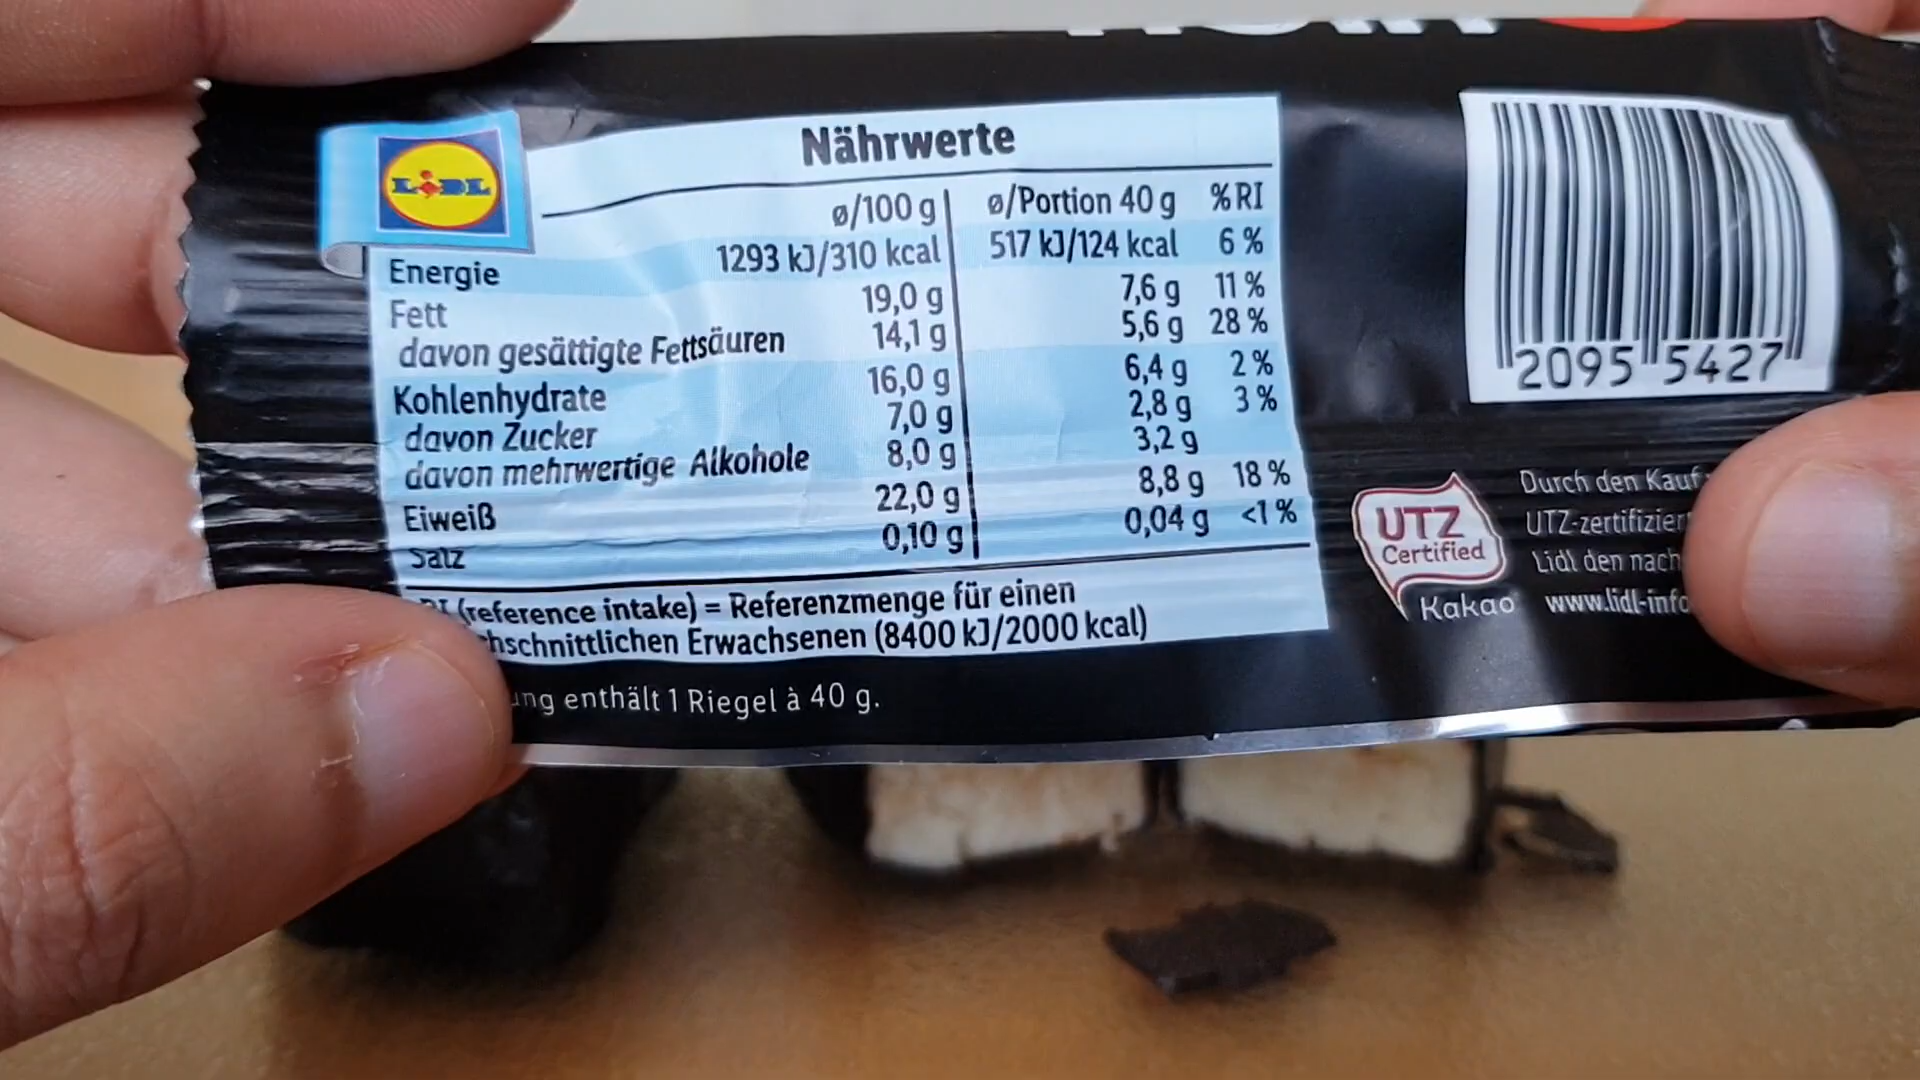 LIDL
Nährwerte
ø/100 g ø/Portion 40 g % RI
Energie 1293 kJ/310 kcal 517 kJ/124 kcal 6 %
Fett 19,0 g 7,6 g 11 %
davon gesättigte Fettsäuren 14,1 g 5,6 g 28 %
Kohlenhydrate 16,0 g 6,4 g 2 %
davon Zucker 7,0 g 2,8 g 3 %
davon mehrwertige Alkohole 8,0 g 3,2 g
Eiweiß 22,0 g 8,8 g 18 %
Salz 0,10 g 0,04 g <1 %
(reference intake) = Referenzmenge für einen
hschnittlichen Erwachsenen (8400 kJ/2000 kcal)
ung enthält 1 Riegel à 40 g.
2095 5427
UTZ
Certified
Kakao
Durch den Kauf
UTZ-zertifizier
Lidl den nach
www.lidl-info